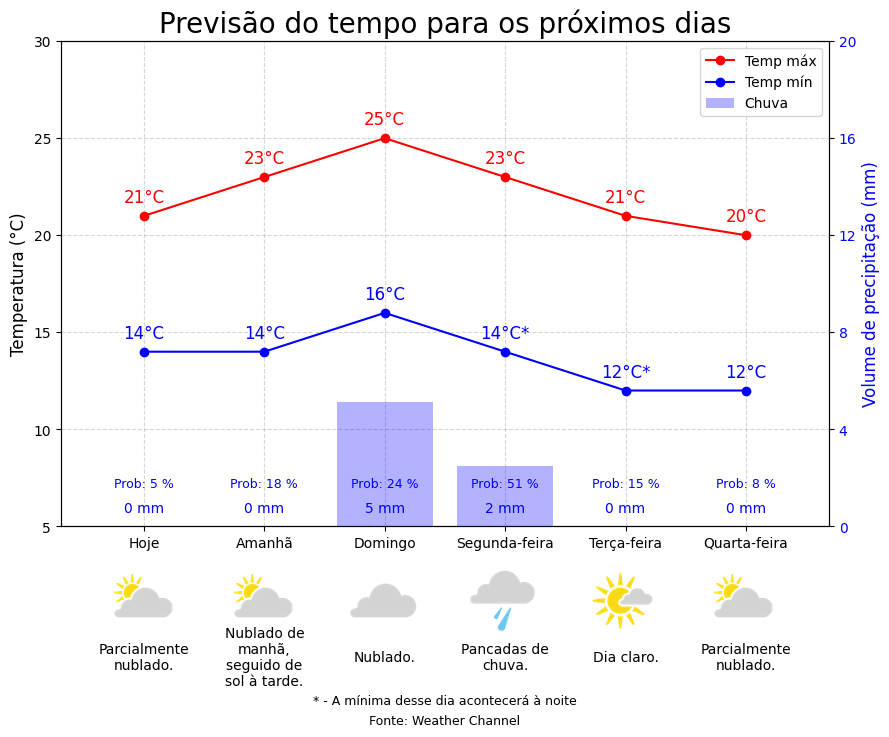 Previsão do tempo para os próximos dias
Temperatura (°C)
Volume de precipitação (mm)
30
25
20
15
10
5
20
16
12
8
4
0
Temp máx
Temp mín
Chuva
21°C
23°C
25°C
23°C
21°C
20°C
14°C
14°C
16°C
14°C*
12°C*
12°C
Prob: 5 %
Prob: 18 %
Prob: 24 %
Prob: 51 %
Prob: 15 %
Prob: 8 %
0 mm
0 mm
5 mm
2 mm
0 mm
0 mm
Hoje
Amanhã
Domingo
Segunda-feira
Terça-feira
Quarta-feira
Parcialmente
nublado.
Nublado de
manhã,
seguido de
sol à tarde.
Nublado.
Pancadas de
chuva.
Dia claro.
Parcialmente
nublado.
* - A mínima desse dia acontecerá à noite
Fonte: Weather Channel